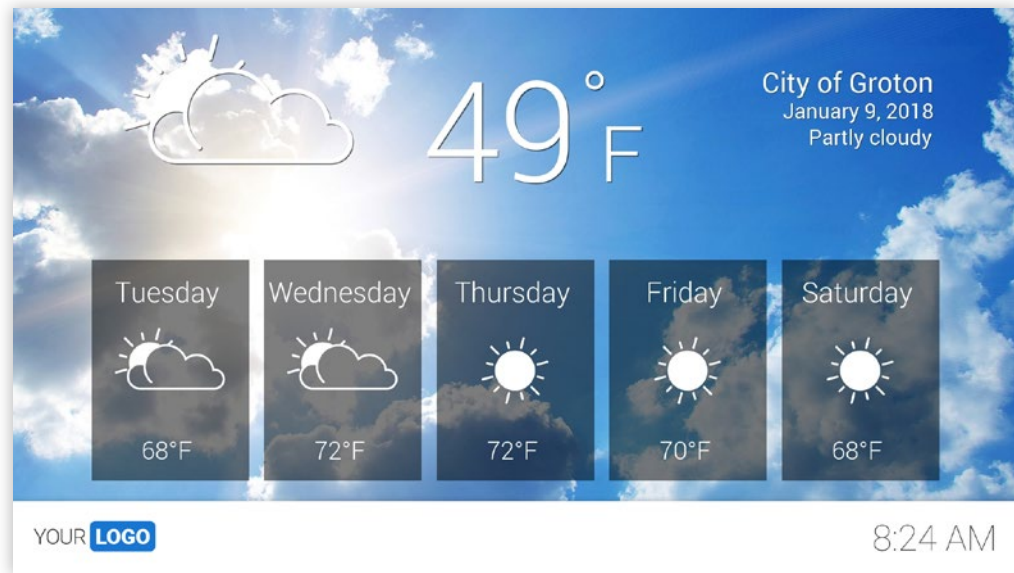 49°F
City of Groton
January 9, 2018
Partly cloudy
Tuesday
68°F
Wednesday
72°F
Thursday
72°F
Friday
70°F
Saturday
68°F
YOUR LOGO
8:24 AM